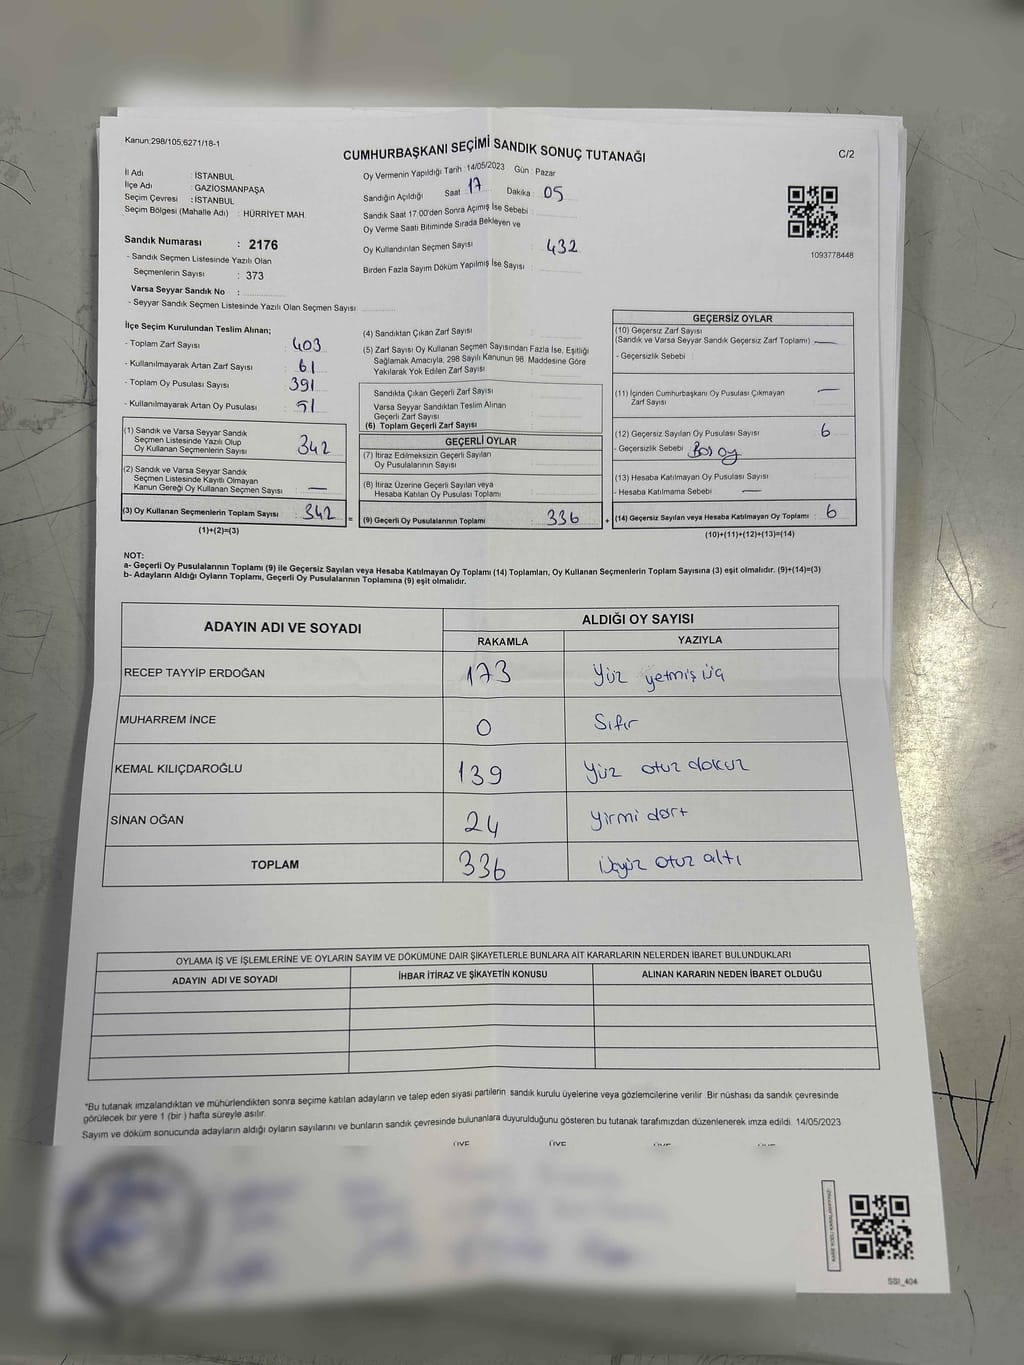 Kanun;298/105,6271/18-1
CUMHURBAŞKANI SEÇİMİ SANDIK SONUÇ TUTANAĞI
C/2
İl Adı : İSTANBUL
İlçe Adı : GAZİOSMANPAŞA
Seçim Çevresi : İSTANBUL
Seçim Bölgesi (Mahalle Adı) : HÜRRİYET MAH.
Oy Vermenin Yapıldığı Tarih : 14/05/2023 Gün : Pazar
Sandığın Açıldığı Saat : 17 Dakika : 05
Sandık Saat 17.00'den Sonra Açımış İse Sebebi :
Oy Verme Saati Bitiminde Sırada Bekleyen ve
Oy Kullandırılan Seçmen Sayısı : 432
Birden Fazla Sayım Döküm Yapılmış İse Sayısı :
1093778448
Sandık Numarası : 2176
- Sandık Seçmen Listesinde Yazılı Olan
Seçmenlerin Sayısı : 373
Varsa Seyyar Sandık No :
- Seyyar Sandık Seçmen Listesinde Yazılı Olan Seçmen Sayısı :
İlçe Seçim Kurulundan Teslim Alınan;
- Toplam Zarf Sayısı : 403
- Kullanılmayarak Artan Zarf Sayısı : 61
- Toplam Oy Pusulası Sayısı : 391
- Kullanılmayarak Artan Oy Pusulası : 51
(1) Sandık ve Varsa Seyyar Sandık
Seçmen Listesinde Yazılı Olup
Oy Kullanan Seçmenlerin Sayısı : 342
(2) Sandık ve Varsa Seyyar Sandık
Seçmen Listesinde Kayıtlı Olmayan
Kanun Gereği Oy Kullanan Seçmen Sayısı : —
(3) Oy Kullanan Seçmenlerin Toplam Sayısı : 342
(1)+(2)=(3)
(4) Sandıktan Çıkan Zarf Sayısı :
(5) Zarf Sayısı Oy Kullanan Seçmen Sayısından Fazla İse, Eşitliği
Sağlamak Amacıyla, 298 Sayılı Kanunun 98. Maddesine Göre
Yakılarak Yok Edilen Zarf Sayısı :
Sandıkta Çıkan Geçerli Zarf Sayısı :
Varsa Seyyar Sandıktan Teslim Alınan
Geçerli Zarf Sayısı :
(6) Toplam Geçerli Zarf Sayısı :
GEÇERLİ OYLAR
(7) İtiraz Edilmeksizin Geçerli Sayılan
Oy Pusulalarının Sayısı :
(8) İtiraz Üzerine Geçerli Sayılan veya
Hesaba Katılan Oy Pusulası Toplamı :
= (9) Geçerli Oy Pusulalarının Toplamı : 336
GEÇERSİZ OYLAR
(10) Geçersiz Zarf Sayısı
(Sandık ve Varsa Seyyar Sandık Geçersiz Zarf Toplamı) : —
- Geçersizlik Sebebi :
(11) İçinden Cumhurbaşkanı Oy Pusulası Çıkmayan : —
Zarf Sayısı
(12) Geçersiz Sayılan Oy Pusulası Sayısı : 6
- Geçersizlik Sebebi : Boş oy
(13) Hesaba Katılmayan Oy Pusulası Sayısı :
- Hesaba Katılmama Sebebi : —
+ (14) Geçersiz Sayılan veya Hesaba Katılmayan Oy Toplamı : 6
(10)+(11)+(12)+(13)=(14)
NOT:
a- Geçerli Oy Pusulalarının Toplamı (9) ile Geçersiz Sayılan veya Hesaba Katılmayan Oy Toplamı (14) Toplamları, Oy Kullanan Seçmenlerin Toplam Sayısına (3) eşit olmalıdır. (9)+(14)=(3)
b- Adayların Aldığı Oyların Toplamı, Geçerli Oy Pusulalarının Toplamına (9) eşit olmalıdır.
ADAYIN ADI VE SOYADI
ALDIĞI OY SAYISI
RAKAMLA YAZIYLA
RECEP TAYYİP ERDOĞAN 173 Yüz yetmiş üç
MUHARREM İNCE 0 Sıfır
KEMAL KILIÇDAROĞLU 139 Yüz otuz dokuz
SİNAN OĞAN 24 Yirmi dört
TOPLAM 336 Üçyüz otuz altı
OYLAMA İŞ VE İŞLEMLERİNE VE OYLARIN SAYIM VE DÖKÜMÜNE DAİR ŞİKAYETLERLE BUNLARA AİT KARARLARIN NELERDEN İBARET BULUNDUKLARI
ADAYIN ADI VE SOYADI İHBAR İTİRAZ VE ŞİKAYETİN KONUSU ALINAN KARARIN NEDEN İBARET OLDUĞU
*Bu tutanak imzalandıktan ve mühürlendikten sonra seçime katılan adayların ve talep eden siyasi partilerin sandık kurulu üyelerine veya gözlemcilerine verilir. Bir nüshası da sandık çevresinde
görülecek bir yere 1 (bir) hafta süreyle asılır.
Sayım ve döküm sonucunda adayların aldığı oyların sayılarını ve bunların sandık çevresinde bulunanlara duyurulduğunu gösteren bu tutanak tarafımızdan düzenlenerek imza edildi. 14/05/2023
ÜYE ÜYE
SSI_404